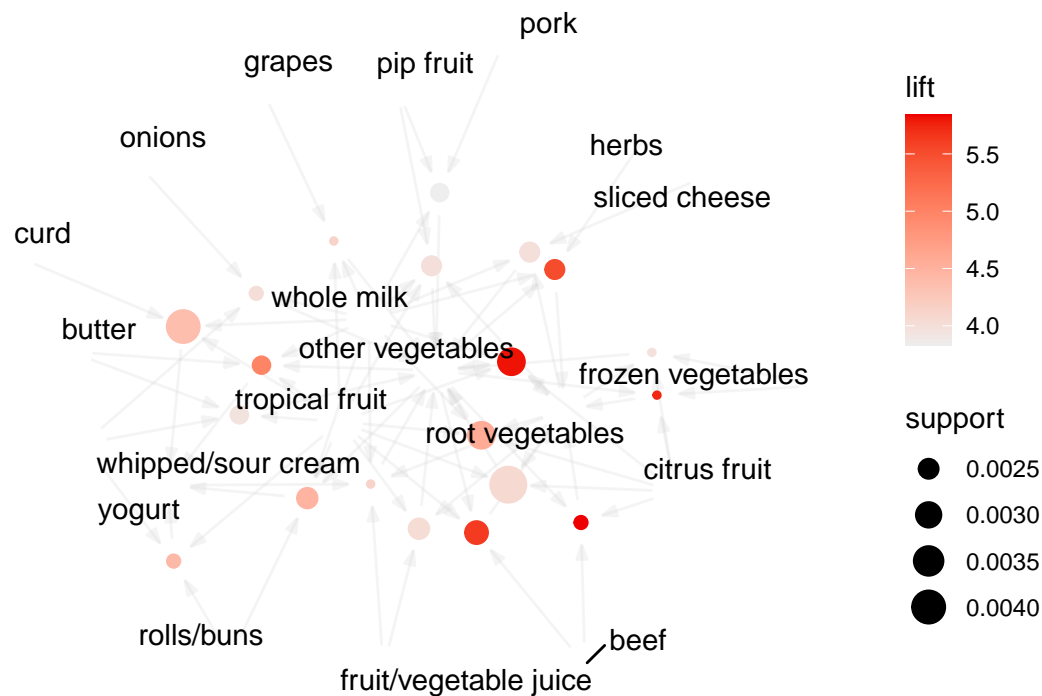 pork
grapes
pip fruit
onions
herbs
sliced cheese
curd
whole milk
butter
other vegetables
frozen vegetables
tropical fruit
root vegetables
whipped/sour cream
citrus fruit
yogurt
rolls/buns
beef
fruit/vegetable juice
lift
5.5
5.0
4.5
4.0
support
0.0025
0.0030
0.0035
0.0040